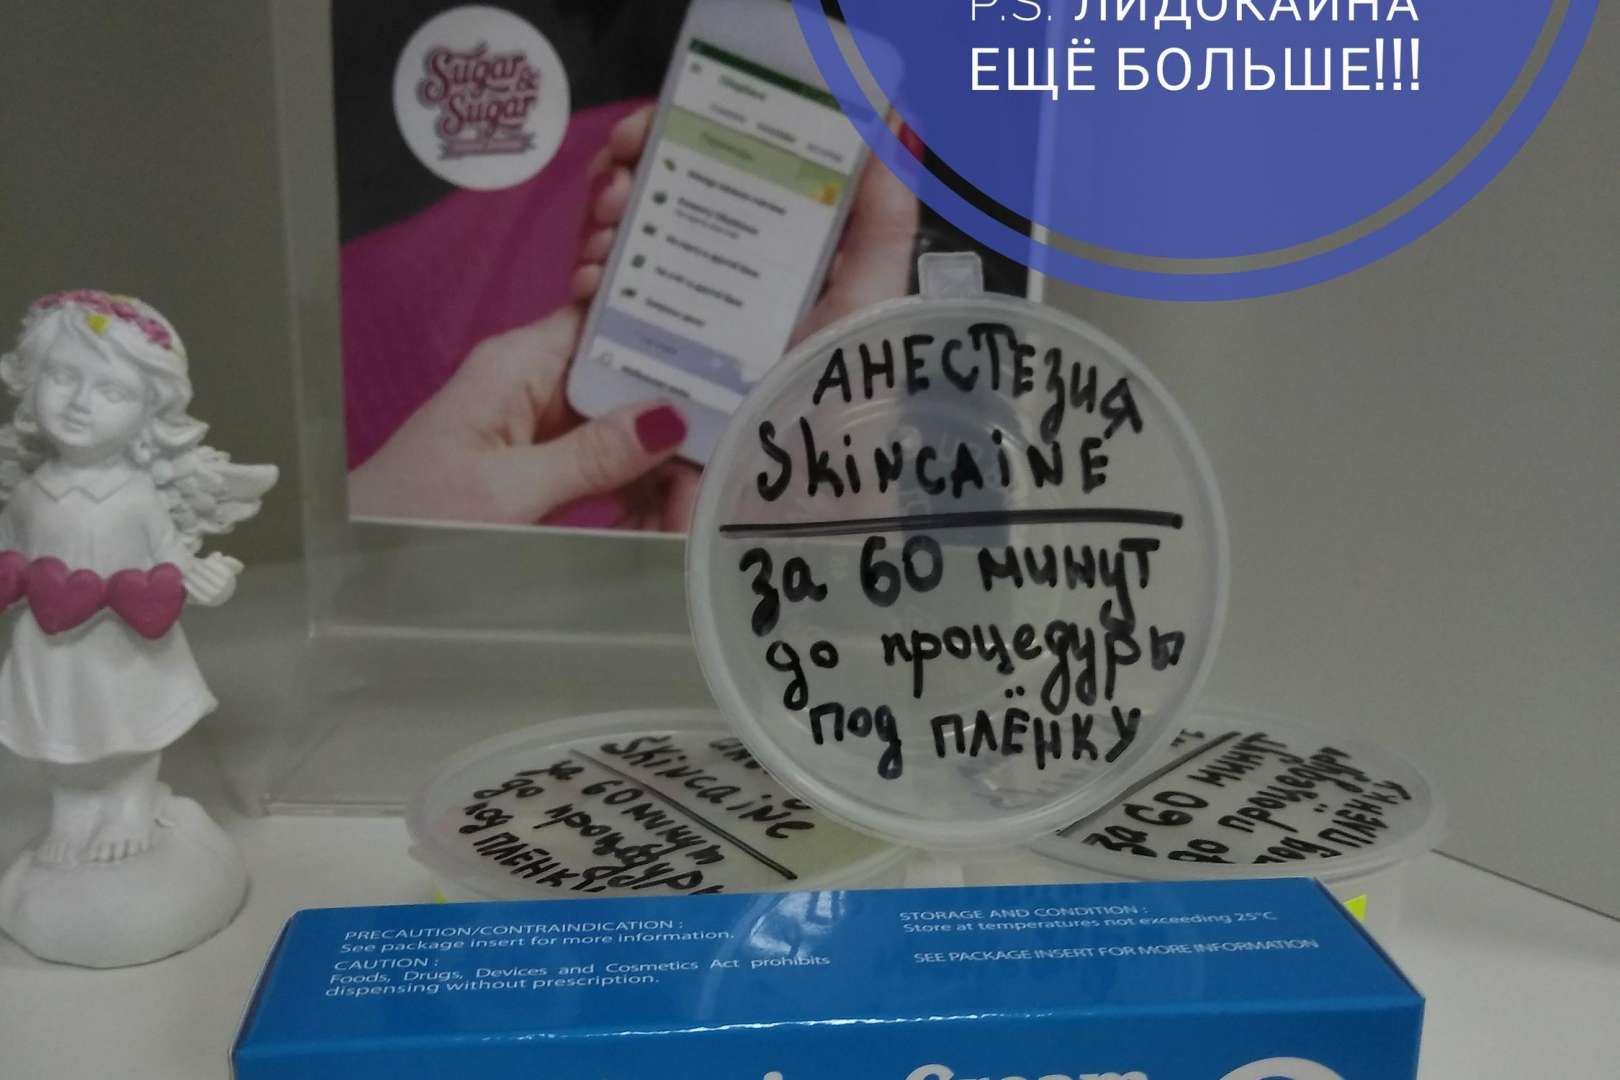 P.S. ЛИДОКАИНА
ЕЩЁ БОЛЬШЕ!!!
Sugar
&
Sugar
АНЕСТЕЗИЯ
SkiNCAiNE
за 60 минут
до процедуры
под плёнку
SkiNCAiNE
за 60 минут
до процедуры
под плёнку
за 60 минут
до процедуры
под плёнку
PRECAUTION/CONTRAINDICATION :
See package insert for more information.
CAUTION :
Foods, Drugs, Devices and Cosmetics Act prohibits
dispensing without prescription.
STORAGE AND CONDITION :
Store at temperatures not exceeding 25°C
SEE PACKAGE INSERT FOR MORE INFORMATION
Cream